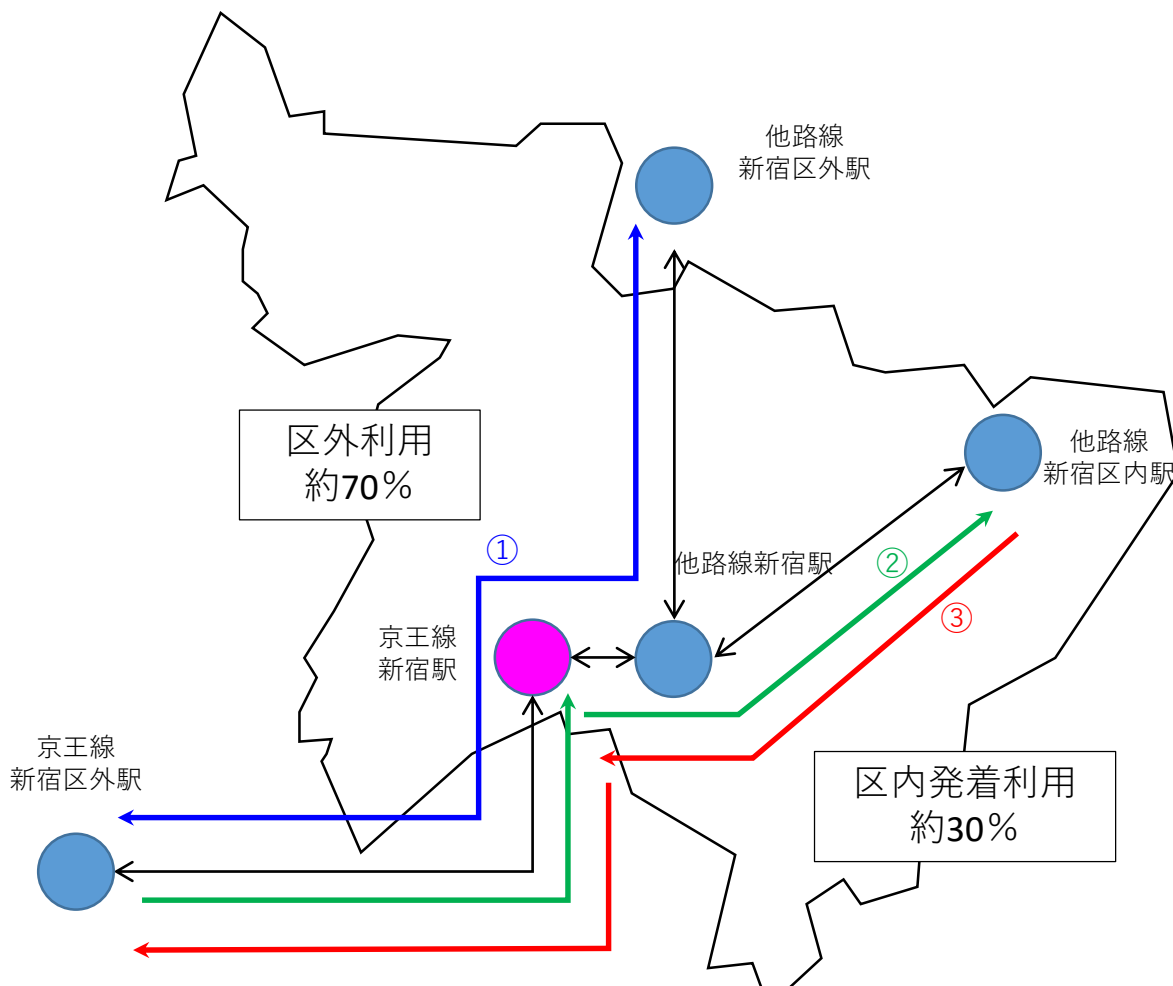 他路線
新宿区外駅
区外利用
約70％
他路線
新宿区内駅
①
他路線新宿駅
②
③
京王線
新宿駅
京王線
新宿区外駅
区内発着利用
約30％